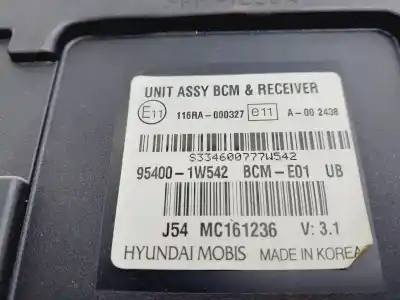 UNIT ASSY BCM & RECEIVER
E11 116RA-000327 e11 A-00 2438
S334600777W542
95400-1W542 BCM-E01 UB
J54 MC161236 V: 3.1
HYUNDAI MOBIS MADE IN KOREA